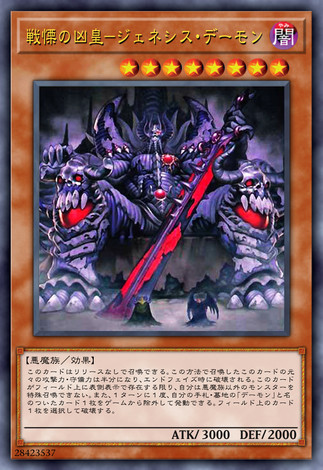 戦慄の凶皇－ジェネシス・デーモン
やみ
闇
【悪魔族／効果】
このカードはリリースなしで召喚できる。この方法で召喚したこのカードの元
々の攻撃力・守備力は半分になり、エンドフェイズ時に破壊される。このカード
がフィールド上に表側表示で存在する限り、自分は悪魔族以外のモンスターを
特殊召喚できない。また、１ターンに１度、自分の手札・墓地の「デーモン」と名
のついたカード１枚をゲームから除外して発動できる。フィールド上のカード
１枚を選択して破壊する。
ATK/ 3000 DEF/ 2000
28423537